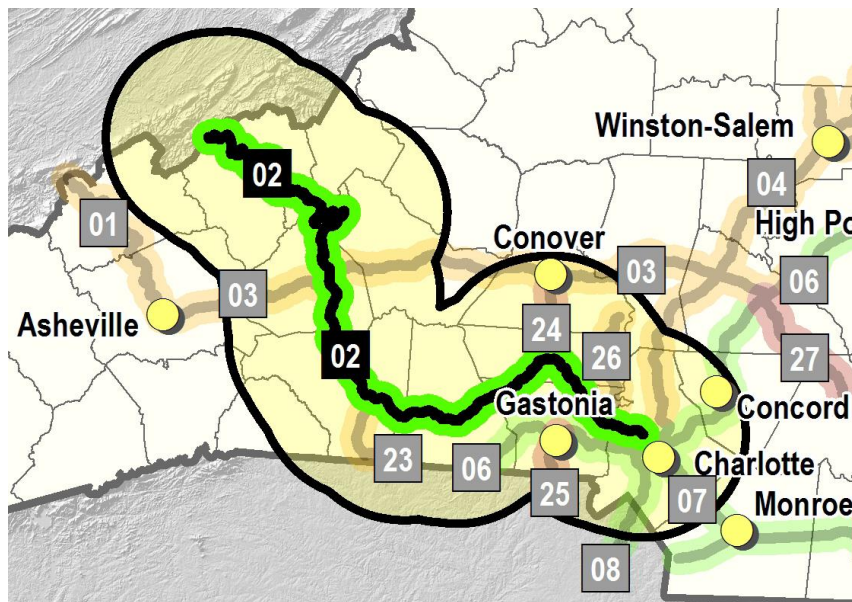 Winston-Salem
02
04
01
High Po
Conover
03
06
03
Asheville
24
26
02
27
Gastonia
Concord
23
06
Charlotte
25
07
Monroe
08